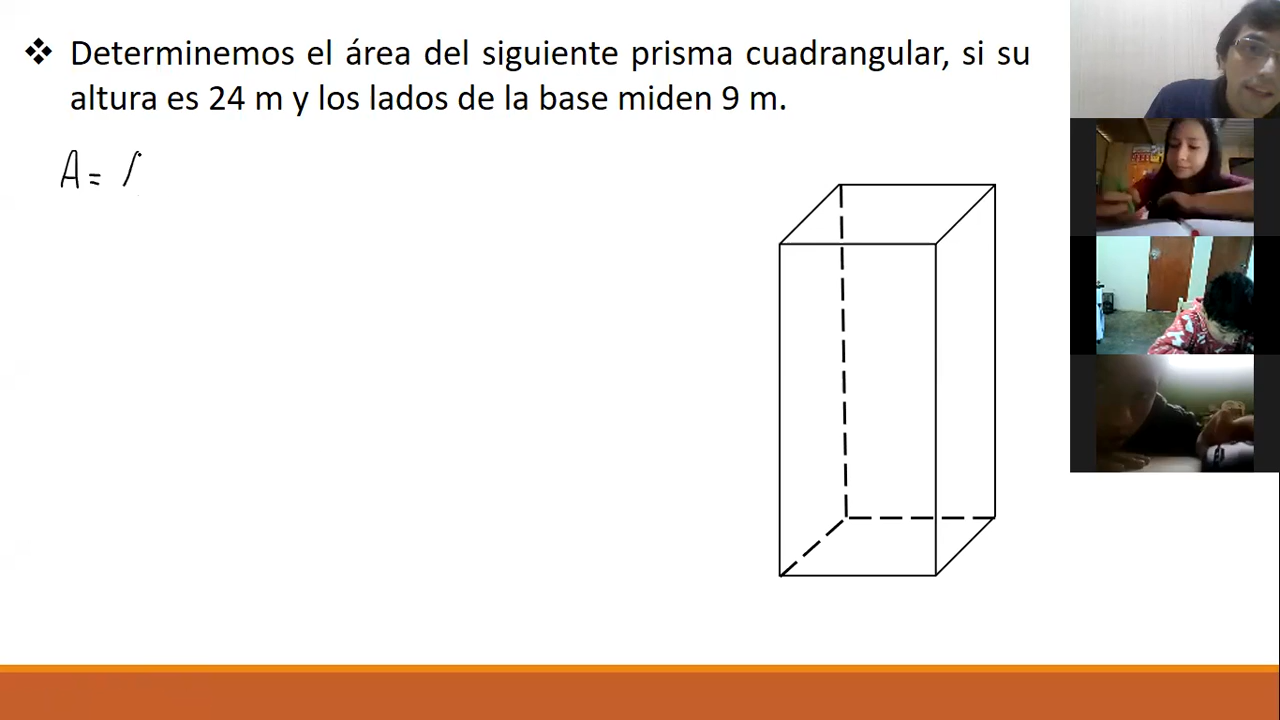 ❖ Determinemos el área del siguiente prisma cuadrangular, si su
altura es 24 m y los lados de la base miden 9 m.
A =